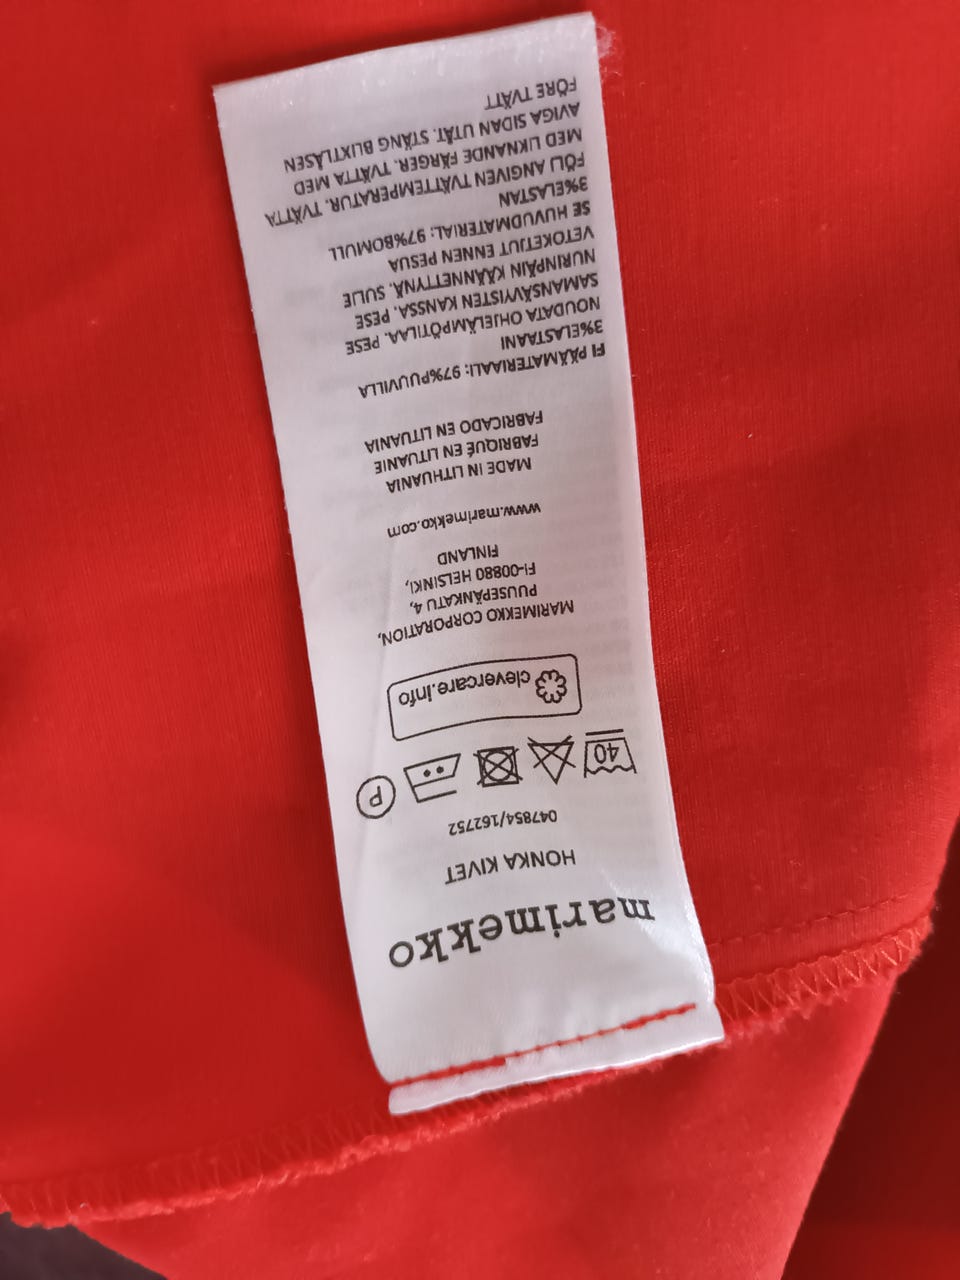 marimekko
HONKA KIVET
047854/162752
40
P
clevercare.info
MARIMEKKO CORPORATION,
PUUSEPÄNKATU 4,
FI-00880 HELSINKI,
FINLAND
www.marimekko.com
MADE IN LITHUANIA
FABRIQUÉ EN LITUANIE
FABRICADO EN LITUANIA
FI PÄÄMATERIAALI: 97%PUUVILLA
3%ELASTAANI
NOUDATA OHJELÄMPÖTILAA. PESE
SAMANSÄVYISTEN KANSSA. PESE
NURINPÄIN KÄÄNNETTYNÄ. SULJE
VETOKETJUT ENNEN PESUA
SE HUVUDMATERIAL: 97%BOMULL
3%ELASTAN
FÖLJ ANGIVEN TVÄTTEMPERATUR. TVÄTTA
MED LIKNANDE FÄRGER. TVÄTTA MED
AVIGA SIDAN UTÅT. STÄNG BLIXTLÅSEN
FÖRE TVÄTT